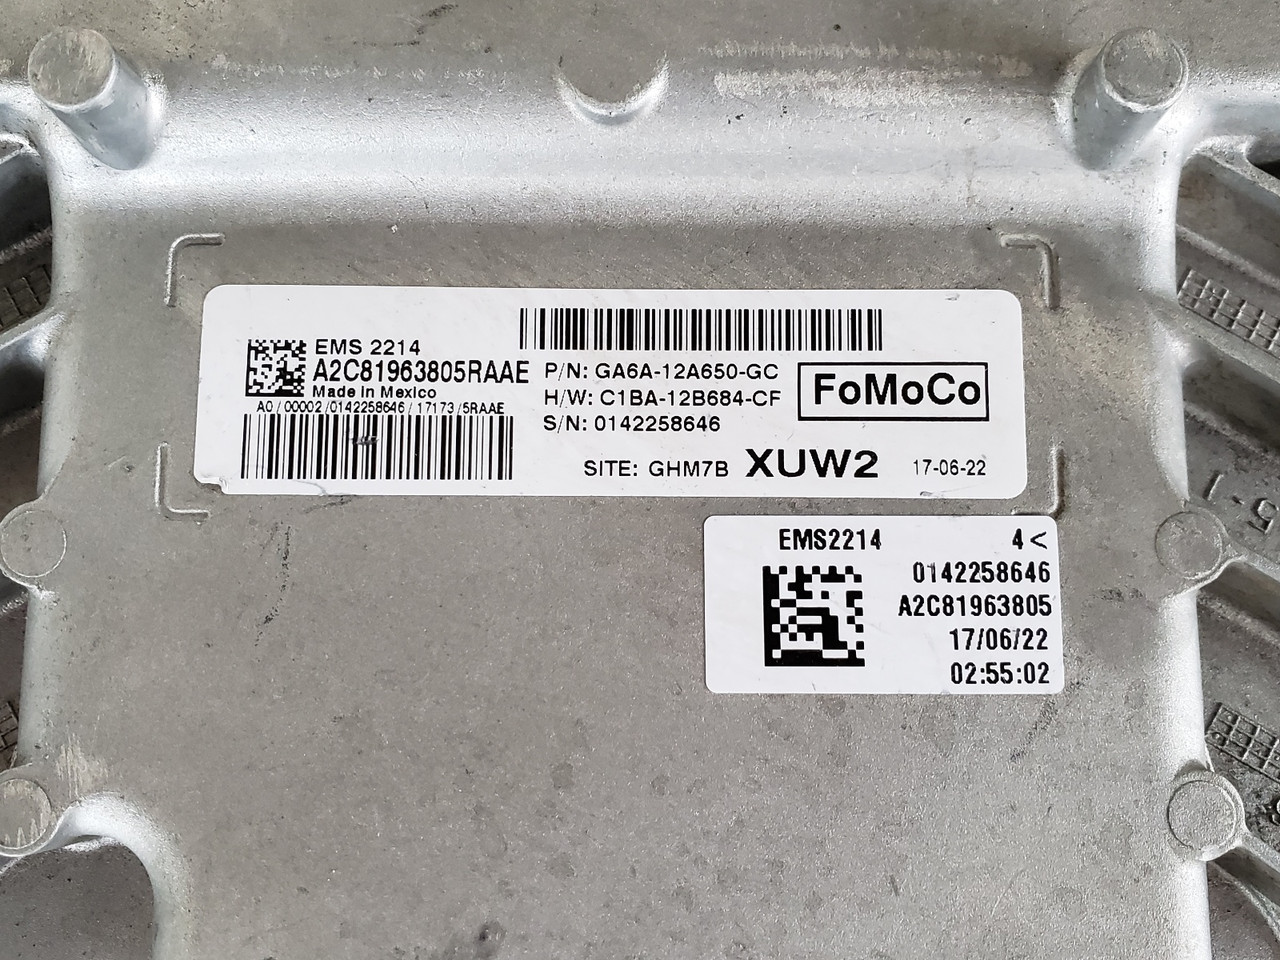 EMS 2214
A2C81963805RAAE
Made in Mexico
A0/00002/0142258646/17173/5RAAE
P/N: GA6A-12A650-GC
H/W: C1BA-12B684-CF
S/N: 0142258646
FoMoCo
SITE: GHM7B XUW2 17-06-22
EMS2214 4<
0142258646
A2C81963805
17/06/22
02:55:02